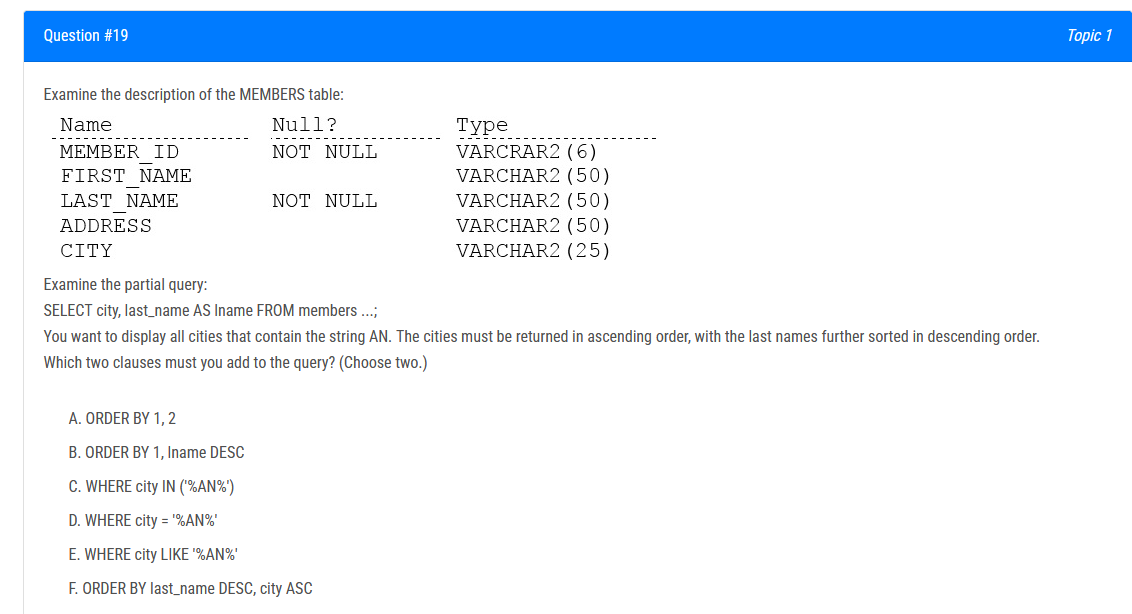 Question #19 Topic 1
Examine the description of the MEMBERS table:
Name Null? Type
MEMBER_ID NOT NULL VARCRAR2(6)
FIRST_NAME VARCHAR2(50)
LAST_NAME NOT NULL VARCHAR2(50)
ADDRESS VARCHAR2(50)
CITY VARCHAR2(25)
Examine the partial query:
SELECT city, last_name AS lname FROM members ...;
You want to display all cities that contain the string AN. The cities must be returned in ascending order, with the last names further sorted in descending order.
Which two clauses must you add to the query? (Choose two.)
A. ORDER BY 1, 2
B. ORDER BY 1, lname DESC
C. WHERE city IN ('%AN%')
D. WHERE city = '%AN%'
E. WHERE city LIKE '%AN%'
F. ORDER BY last_name DESC, city ASC